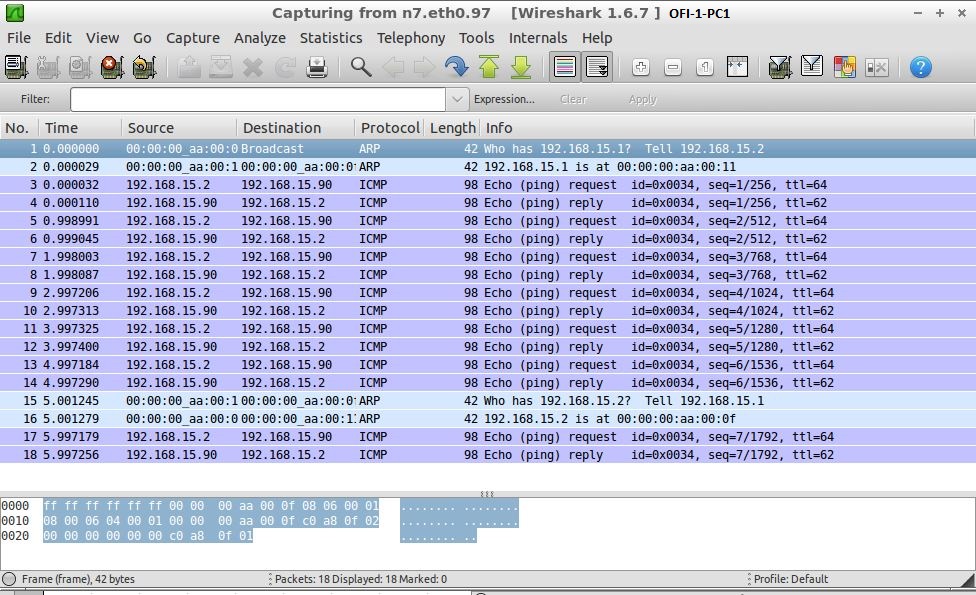 Capturing from n7.eth0.97 [Wireshark 1.6.7 ] OFI-1-PC1
File Edit View Go Capture Analyze Statistics Telephony Tools Internals Help
Filter: Expression... Clear Apply
No. Time Source Destination Protocol Length Info
1 0.000000 00:00:00_aa:00:0 Broadcast ARP 42 Who has 192.168.15.1? Tell 192.168.15.2
2 0.000029 00:00:00_aa:00:1 00:00:00_aa:00:0 ARP 42 192.168.15.1 is at 00:00:00:aa:00:11
3 0.000032 192.168.15.2 192.168.15.90 ICMP 98 Echo (ping) request id=0x0034, seq=1/256, ttl=64
4 0.000110 192.168.15.90 192.168.15.2 ICMP 98 Echo (ping) reply id=0x0034, seq=1/256, ttl=62
5 0.998991 192.168.15.2 192.168.15.90 ICMP 98 Echo (ping) request id=0x0034, seq=2/512, ttl=64
6 0.999045 192.168.15.90 192.168.15.2 ICMP 98 Echo (ping) reply id=0x0034, seq=2/512, ttl=62
7 1.998003 192.168.15.2 192.168.15.90 ICMP 98 Echo (ping) request id=0x0034, seq=3/768, ttl=64
8 1.998087 192.168.15.90 192.168.15.2 ICMP 98 Echo (ping) reply id=0x0034, seq=3/768, ttl=62
9 2.997206 192.168.15.2 192.168.15.90 ICMP 98 Echo (ping) request id=0x0034, seq=4/1024, ttl=64
10 2.997313 192.168.15.90 192.168.15.2 ICMP 98 Echo (ping) reply id=0x0034, seq=4/1024, ttl=62
11 3.997325 192.168.15.2 192.168.15.90 ICMP 98 Echo (ping) request id=0x0034, seq=5/1280, ttl=64
12 3.997400 192.168.15.90 192.168.15.2 ICMP 98 Echo (ping) reply id=0x0034, seq=5/1280, ttl=62
13 4.997184 192.168.15.2 192.168.15.90 ICMP 98 Echo (ping) request id=0x0034, seq=6/1536, ttl=64
14 4.997290 192.168.15.90 192.168.15.2 ICMP 98 Echo (ping) reply id=0x0034, seq=6/1536, ttl=62
15 5.001245 00:00:00_aa:00:1 00:00:00_aa:00:0 ARP 42 Who has 192.168.15.2? Tell 192.168.15.1
16 5.001279 00:00:00_aa:00:0 00:00:00_aa:00:1 ARP 42 192.168.15.2 is at 00:00:00:aa:00:0f
17 5.997179 192.168.15.2 192.168.15.90 ICMP 98 Echo (ping) request id=0x0034, seq=7/1792, ttl=64
18 5.997256 192.168.15.90 192.168.15.2 ICMP 98 Echo (ping) reply id=0x0034, seq=7/1792, ttl=62
0000 ff ff ff ff ff ff 00 00 00 aa 00 0f 08 06 00 01 ........ ........
0010 08 00 06 04 00 01 00 00 00 aa 00 0f c0 a8 0f 02 ........ ........
0020 00 00 00 00 00 00 c0 a8 0f 01 ........ ..
Frame (frame), 42 bytes Packets: 18 Displayed: 18 Marked: 0 Profile: Default